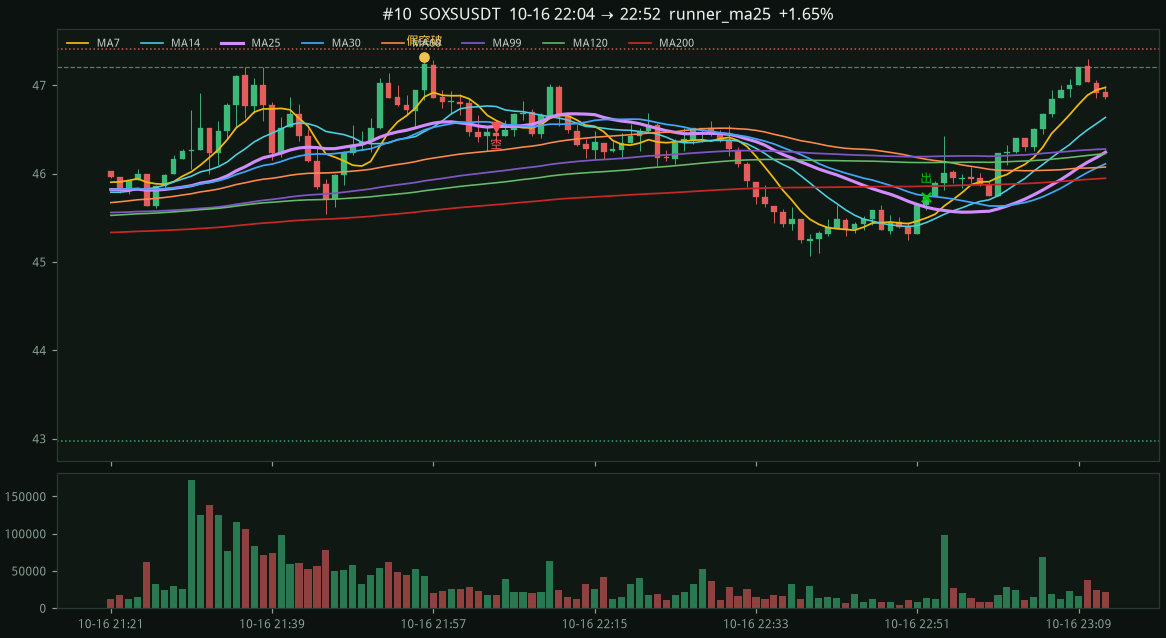 #10 SOXSUSDT 10-16 22:04 → 22:52 runner_ma25 +1.65%
MA7 MA14 MA25 MA30 MA60 MA99 MA120 MA200
假突破
空
出
47
46
45
44
43
150000
100000
50000
0
10-16 21:21 10-16 21:39 10-16 21:57 10-16 22:15 10-16 22:33 10-16 22:51 10-16 23:09